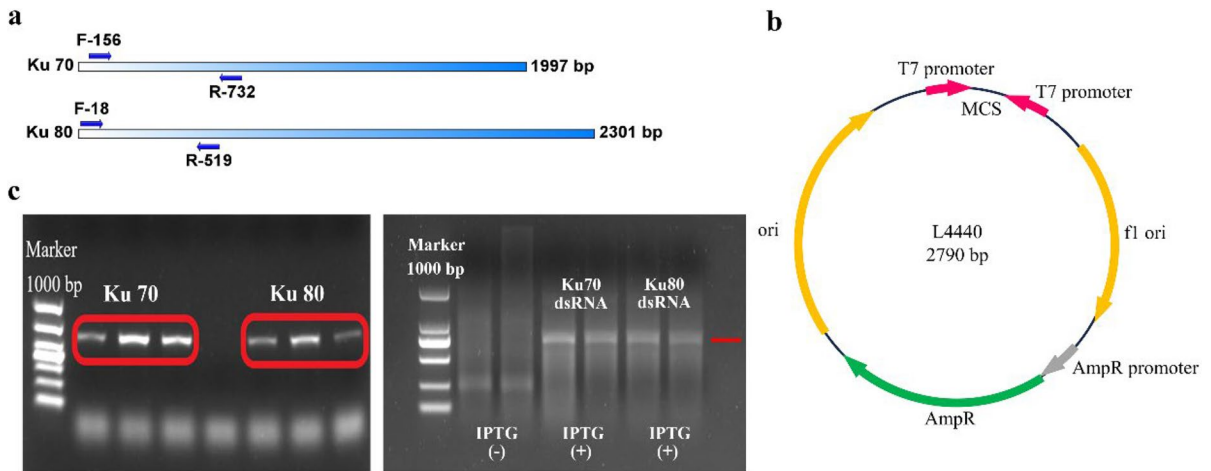 a
F-156
Ku 70
1997 bp
R-732
F-18
Ku 80
2301 bp
R-519
b
T7 promoter
T7 promoter
MCS
ori
L4440
2790 bp
f1 ori
AmpR promoter
AmpR
c
Marker
1000 bp
Ku 70
Ku 80
Marker
1000 bp
Ku70
dsRNA
Ku80
dsRNA
IPTG
(-)
IPTG
(+)
IPTG
(+)